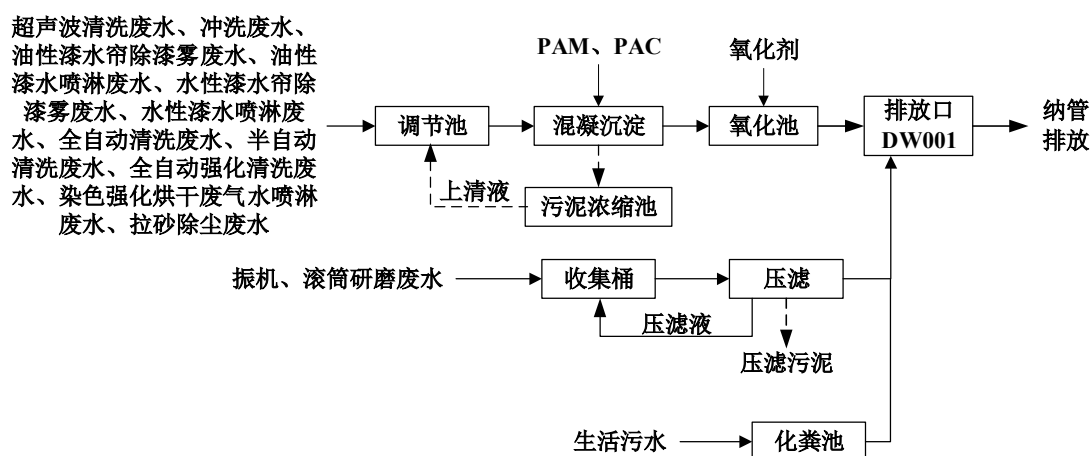 超声波清洗废水、冲洗废水、
油性漆水帘除漆雾废水、油性
漆水喷淋废水、水性漆水帘除
漆雾废水、水性漆水喷淋废
水、全自动清洗废水、半自动
清洗废水、全自动强化清洗废
水、染色强化烘干废气水喷淋
废水、拉砂除尘废水
调节池
PAM、PAC
混凝沉淀
氧化剂
氧化池
排放口
DW001
纳管
排放
上清液
污泥浓缩池
振机、滚筒研磨废水
收集桶
压滤
压滤液
压滤污泥
生活污水
化粪池